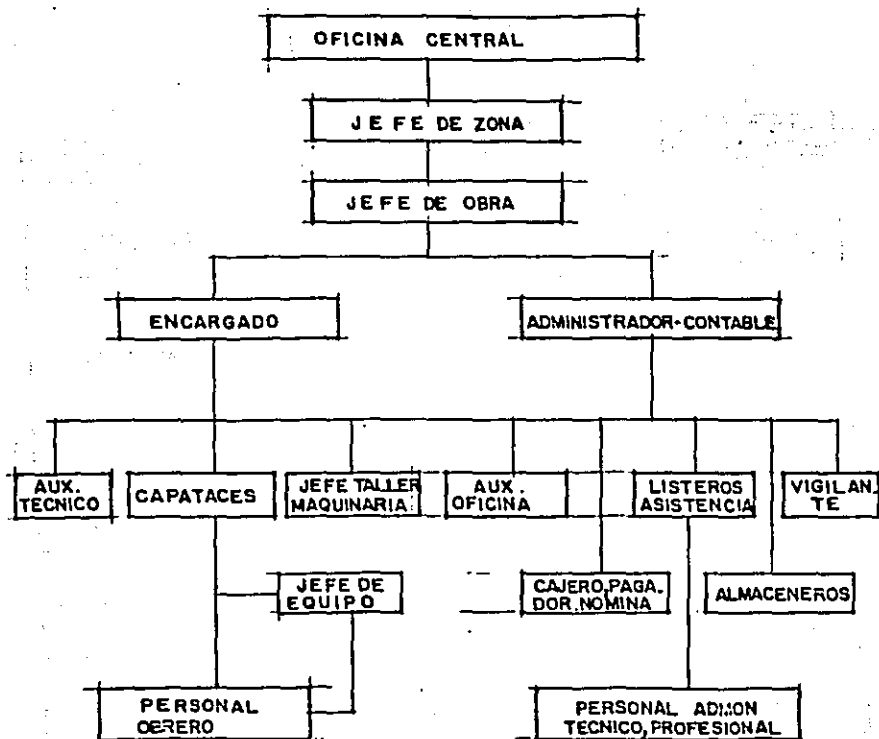 OFICINA CENTRAL
JEFE DE ZONA
JEFE DE OBRA
ENCARGADO
ADMINISTRADOR-CONTABLE
AUX.
TECNICO
CAPATACES
JEFE TALLER
MAQUINARIA
AUX.
OFICINA
LISTEROS
ASISTENCIA
VIGILAN.
TE
JEFE DE
EQUIPO
CAJERO,PAGA.
DOR.NOMINA
ALMACENEROS
PERSONAL
OBRERO
PERSONAL ADMON
TECNICO, PROFESIONAL